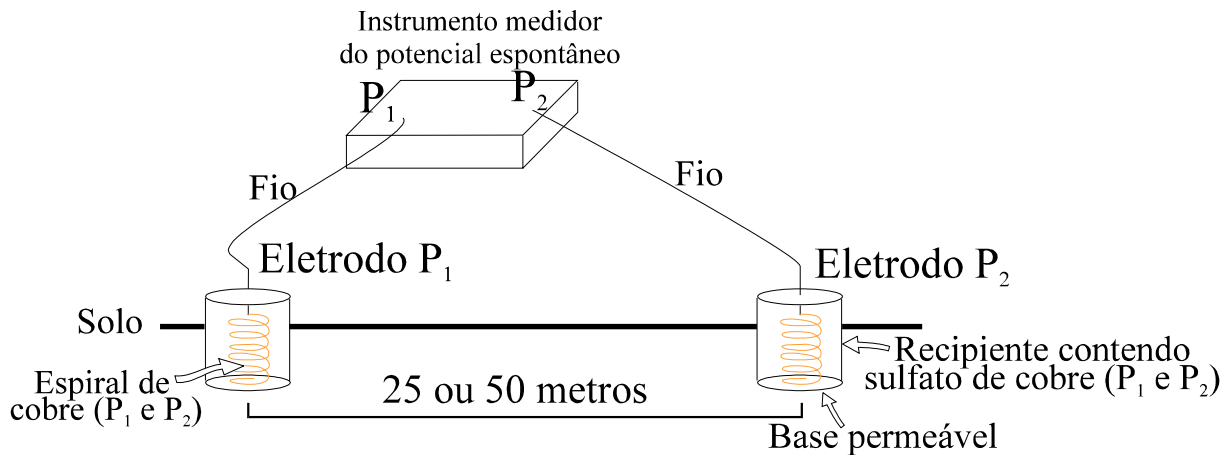 Instrumento medidor
do potencial espontâneo
P₁
P₂
Fio
Fio
Eletrodo P₁
Eletrodo P₂
Solo
Espiral de
cobre (P₁ e P₂)
25 ou 50 metros
Recipiente contendo
sulfato de cobre (P₁ e P₂)
Base permeável